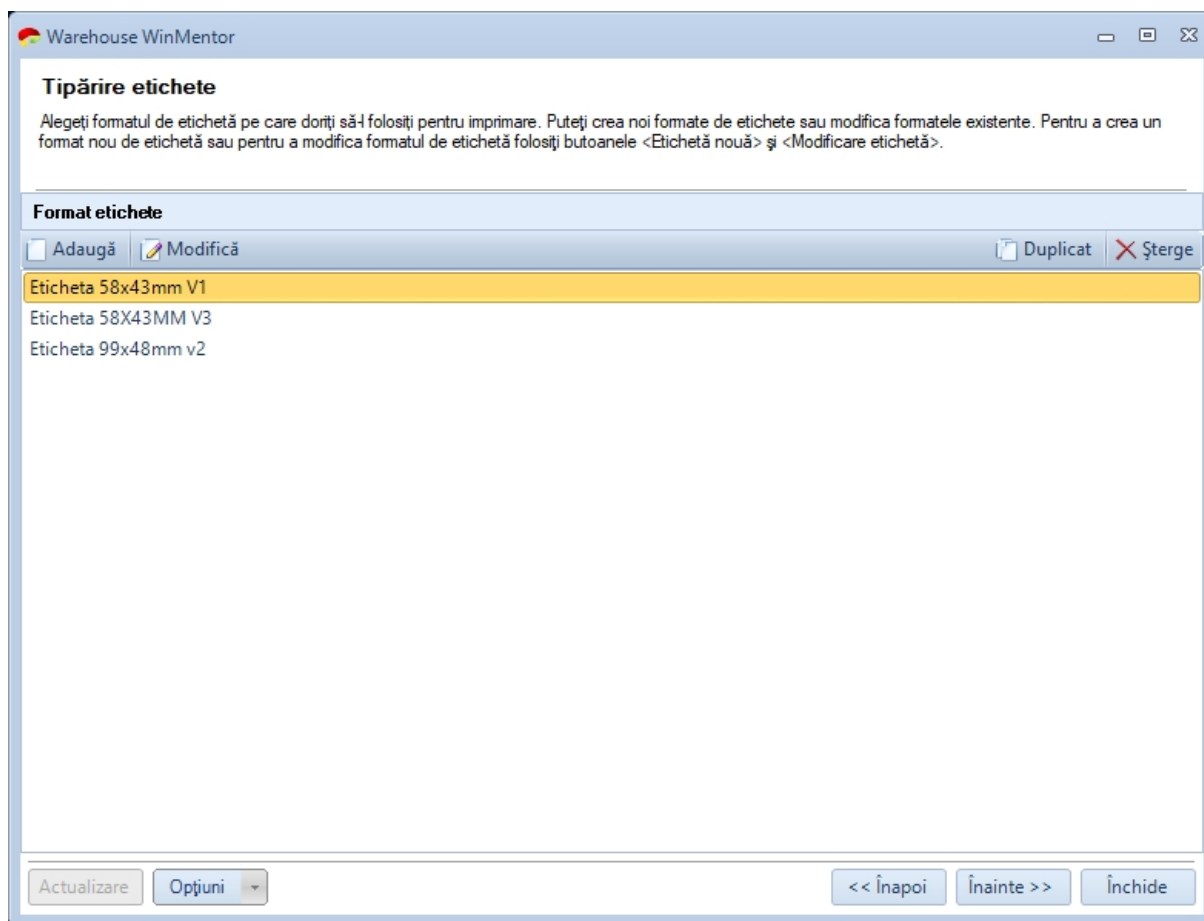 Warehouse WinMentor
Tipărire etichete
Alegeți formatul de etichetă pe care doriți să-l folosiți pentru imprimare. Puteți crea noi formate de etichete sau modifica formatele existente. Pentru a crea un
format nou de etichetă sau pentru a modifica formatul de etichetă folosiți butoanele <Etichetă nouă> şi <Modificare etichetă>.
Format etichete
Adaugă Modifică Duplicat Şterge
Eticheta 58x43mm V1
Eticheta 58X43MM V3
Eticheta 99x48mm v2
Actualizare Opţiuni << Înapoi Înainte >> Închide